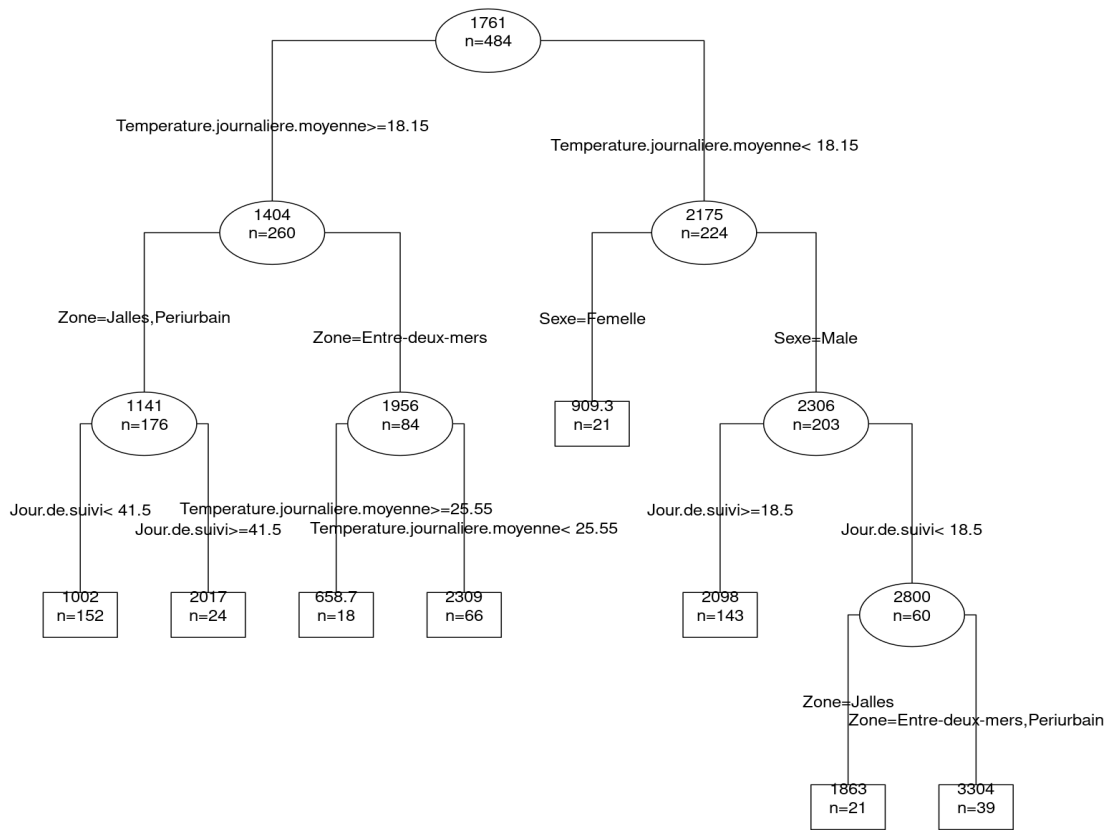 1761
n=484
Temperature.journaliere.moyenne>=18.15
Temperature.journaliere.moyenne< 18.15
1404
n=260
2175
n=224
Zone=Jalles,Periurbain
Zone=Entre-deux-mers
Sexe=Femelle
Sexe=Male
1141
n=176
1956
n=84
909.3
n=21
2306
n=203
Jour.de.suivi< 41.5
Jour.de.suivi>=41.5
Temperature.journaliere.moyenne>=25.55
Temperature.journaliere.moyenne< 25.55
Jour.de.suivi>=18.5
Jour.de.suivi< 18.5
1002
n=152
2017
n=24
658.7
n=18
2309
n=66
2098
n=143
2800
n=60
Zone=Jalles
Zone=Entre-deux-mers,Periurbain
1863
n=21
3304
n=39